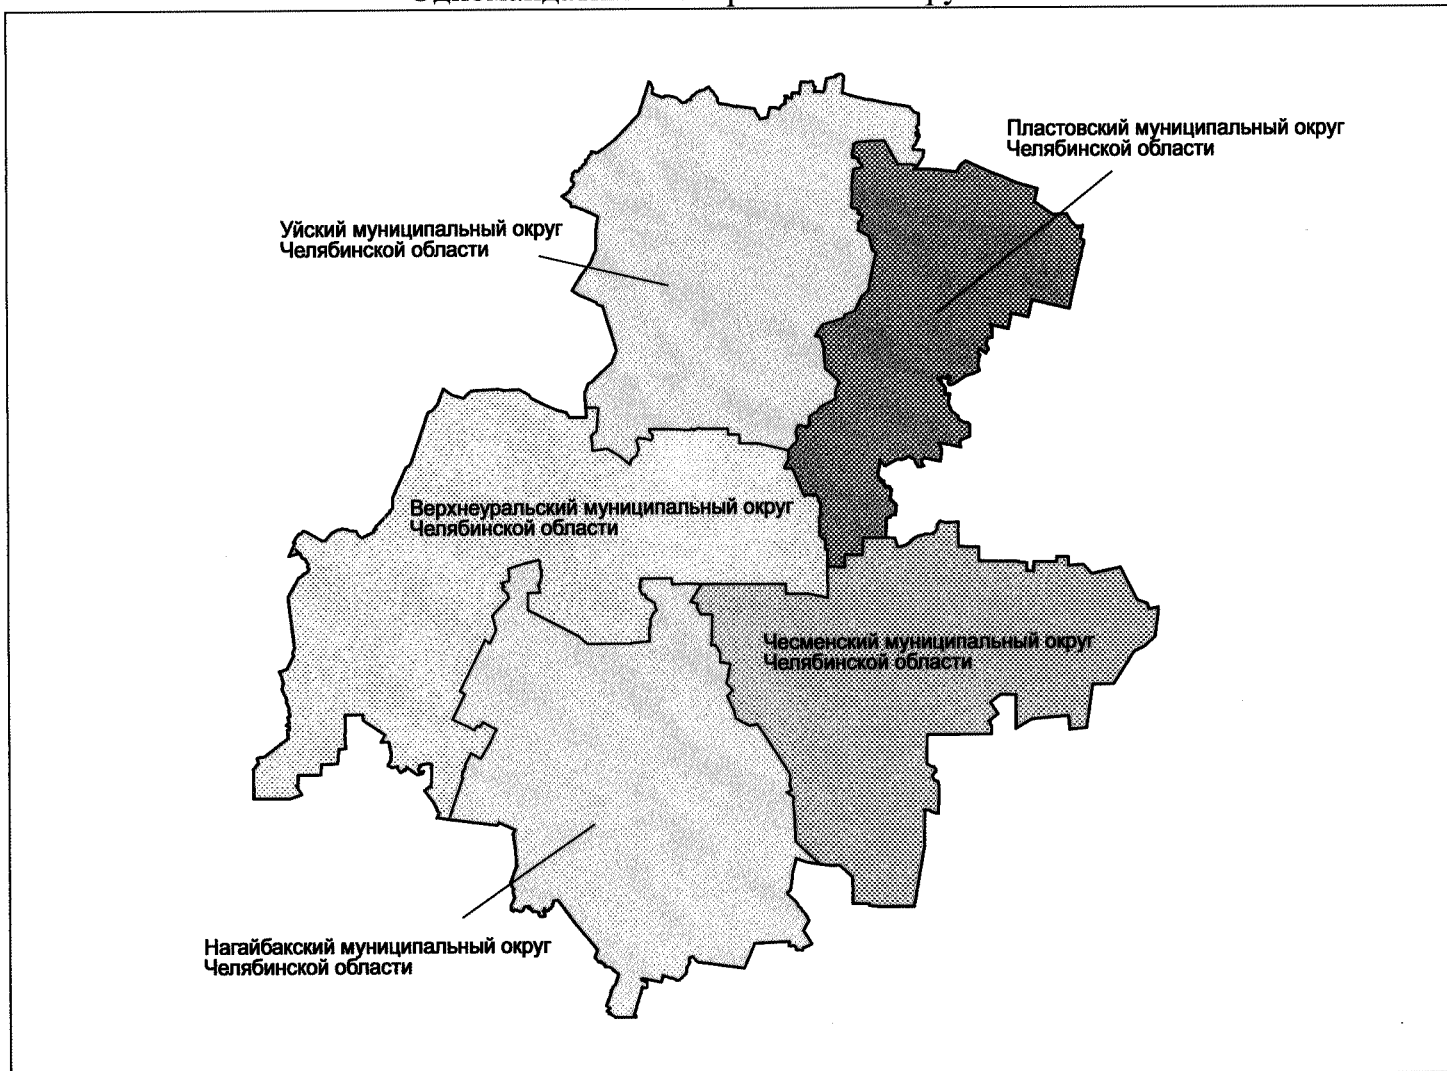 Пластовский муниципальный округ
Челябинской области
Уйский муниципальный округ
Челябинской области
Верхнеуральский муниципальный округ
Челябинской области
Чесменский муниципальный округ
Челябинской области
Нагайбакский муниципальный округ
Челябинской области